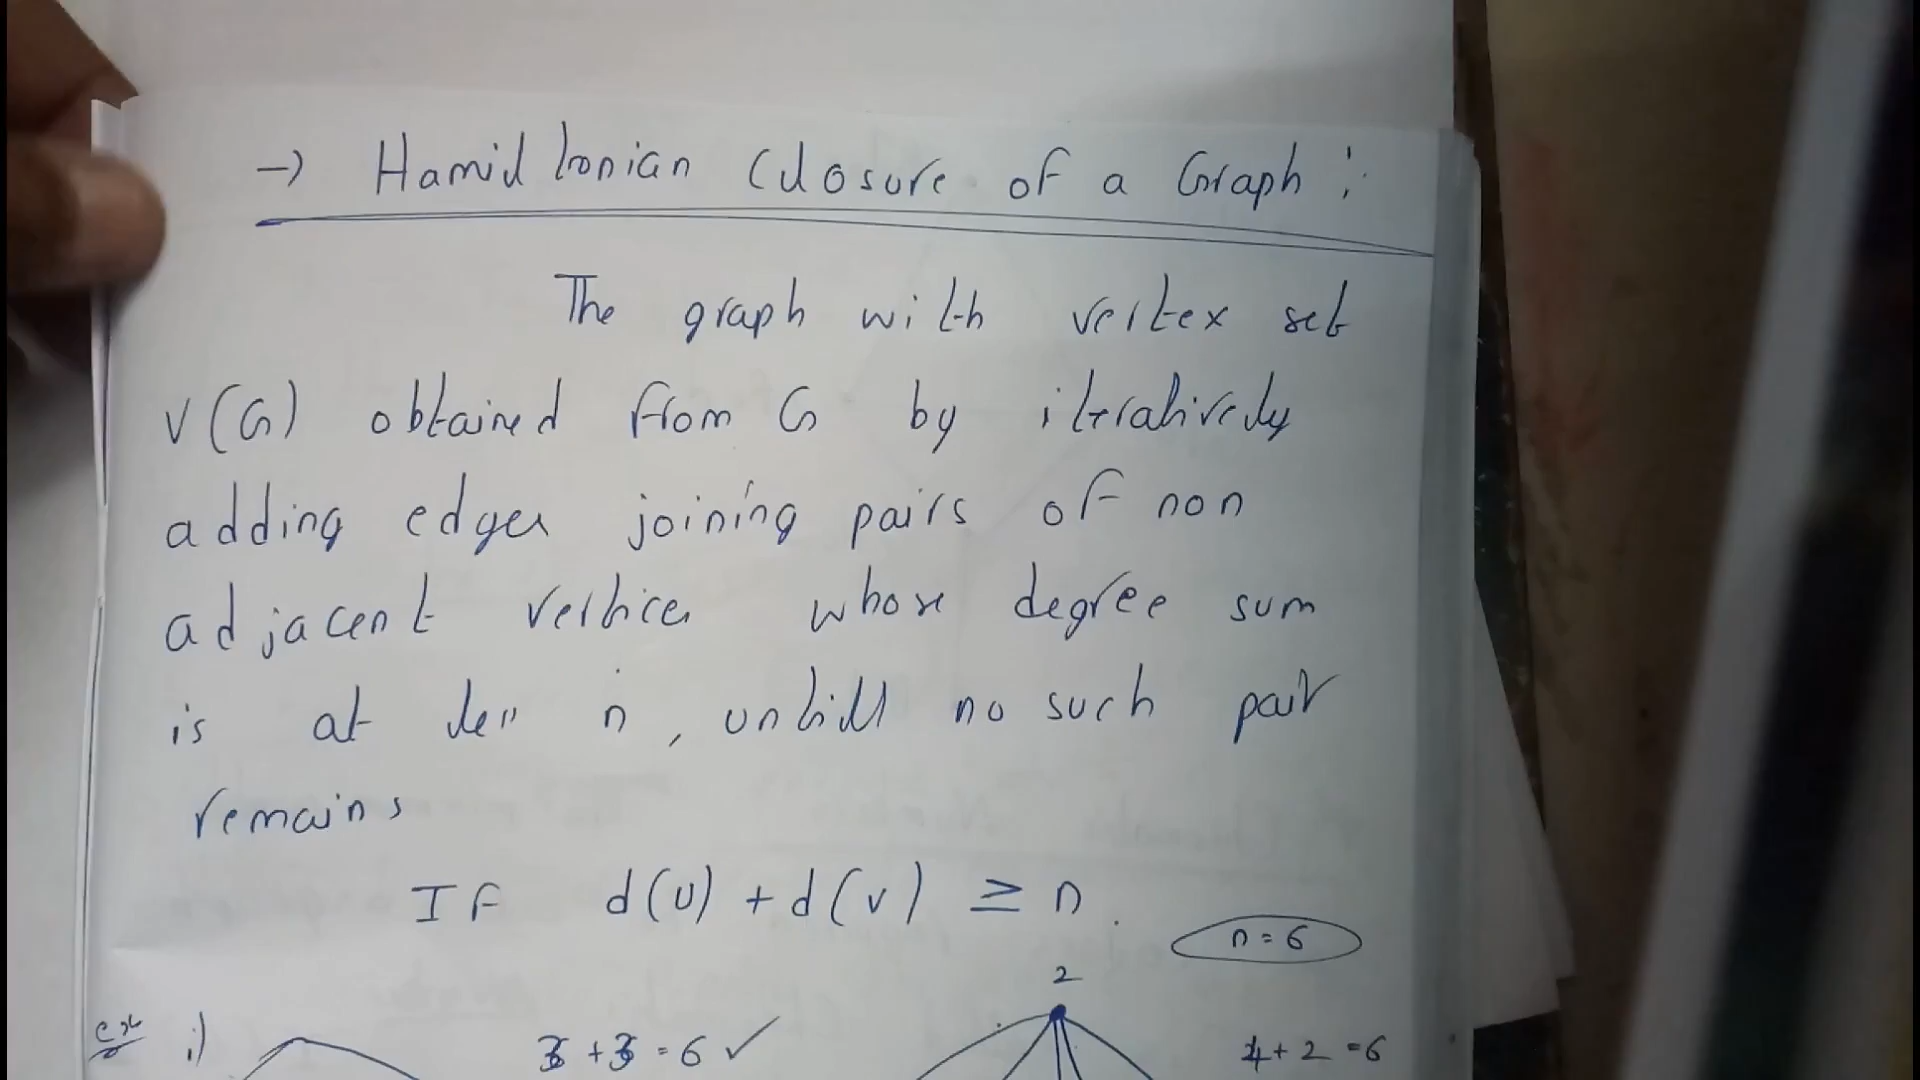 → Hamiltonian Closure of a Graph :
The graph with vertex set
V(G) obtained from G by iteratively
adding edges joining pairs of non
adjacent vertices whose degree sum
is at n, untill no such pair
remains
IF d(u) + d(v) ≥ n.
n = 6
2
ex i) 3 + 3 = 6 ✓ 4 + 2 = 6